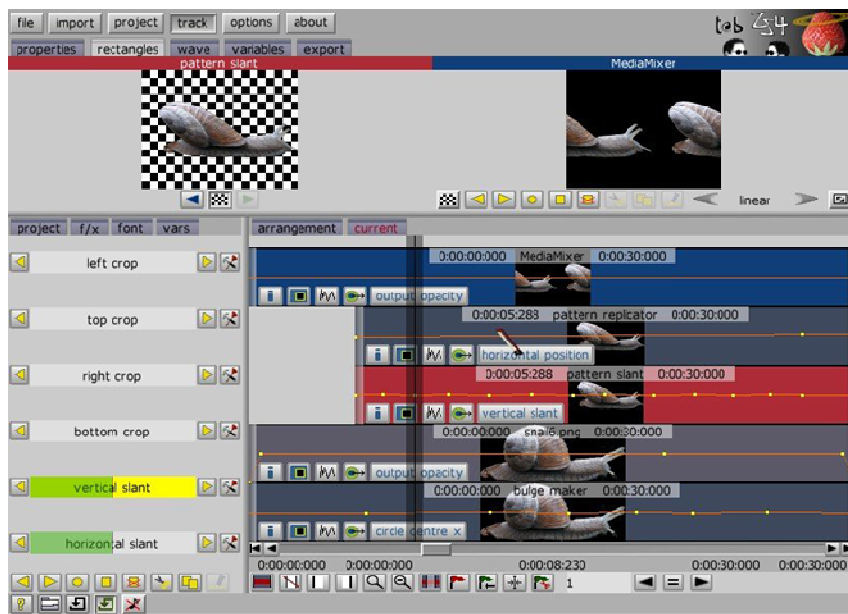 file import project track options about
tab
properties rectangles wave variables export
pattern slant MediaMixer
linear
project f/x font vars arrangement current
left crop
0:00:00:000 MediaMixer 0:00:30:000
output opacity
top crop
0:00:05:288 pattern replicator 0:00:30:000
horizontal position
right crop
0:00:05:288 pattern slant 0:00:30:000
vertical slant
bottom crop
0:00:00:000 0:00:30:000
output opacity
vertical slant
0:00:00:000 bulge maker 0:00:30:000
circle centre x
horizontal slant
0:00:00:000 0:00:00:000 0:00:08:230 0:00:30:000 0:00:30:000
1